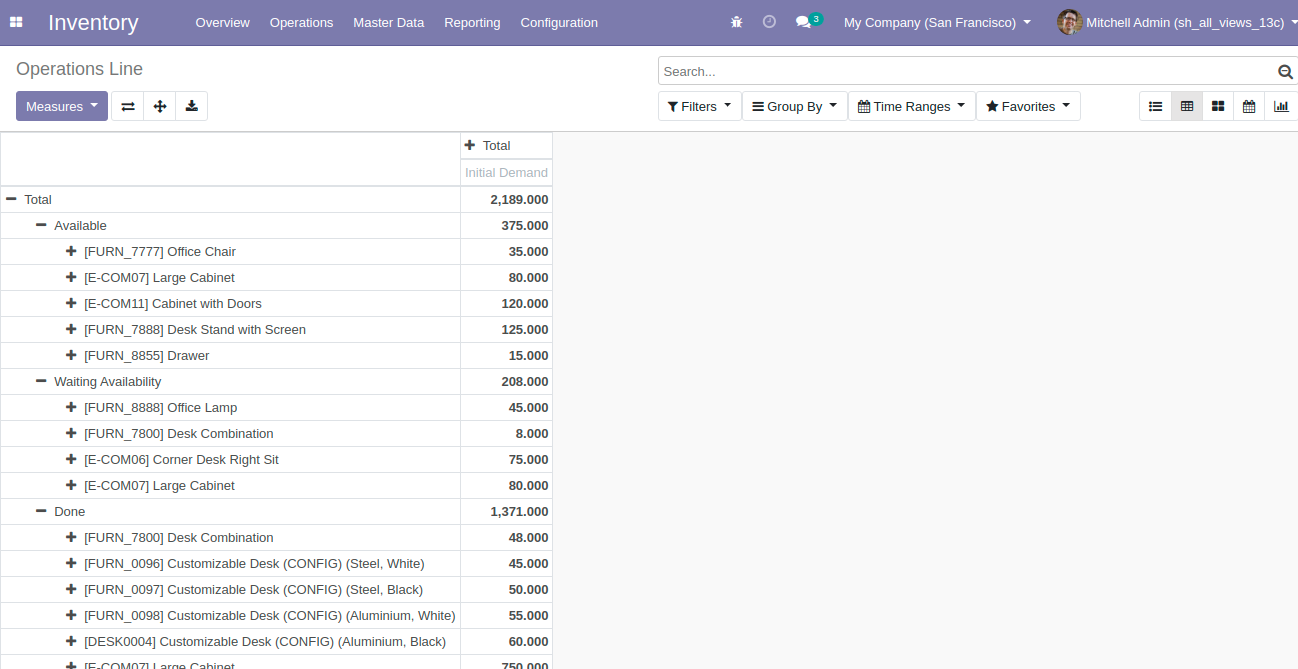 Inventory Overview Operations Master Data Reporting Configuration 3 My Company (San Francisco) Mitchell Admin (sh_all_views_13c)
Operations Line
Search...
Measures Filters Group By Time Ranges Favorites
Total
Initial Demand
Total 2,189.000
Available 375.000
[FURN_7777] Office Chair 35.000
[E-COM07] Large Cabinet 80.000
[E-COM11] Cabinet with Doors 120.000
[FURN_7888] Desk Stand with Screen 125.000
[FURN_8855] Drawer 15.000
Waiting Availability 208.000
[FURN_8888] Office Lamp 45.000
[FURN_7800] Desk Combination 8.000
[E-COM06] Corner Desk Right Sit 75.000
[E-COM07] Large Cabinet 80.000
Done 1,371.000
[FURN_7800] Desk Combination 48.000
[FURN_0096] Customizable Desk (CONFIG) (Steel, White) 45.000
[FURN_0097] Customizable Desk (CONFIG) (Steel, Black) 50.000
[FURN_0098] Customizable Desk (CONFIG) (Aluminium, White) 55.000
[DESK0004] Customizable Desk (CONFIG) (Aluminium, Black) 60.000
[E-COM07] Large Cabinet 750.000